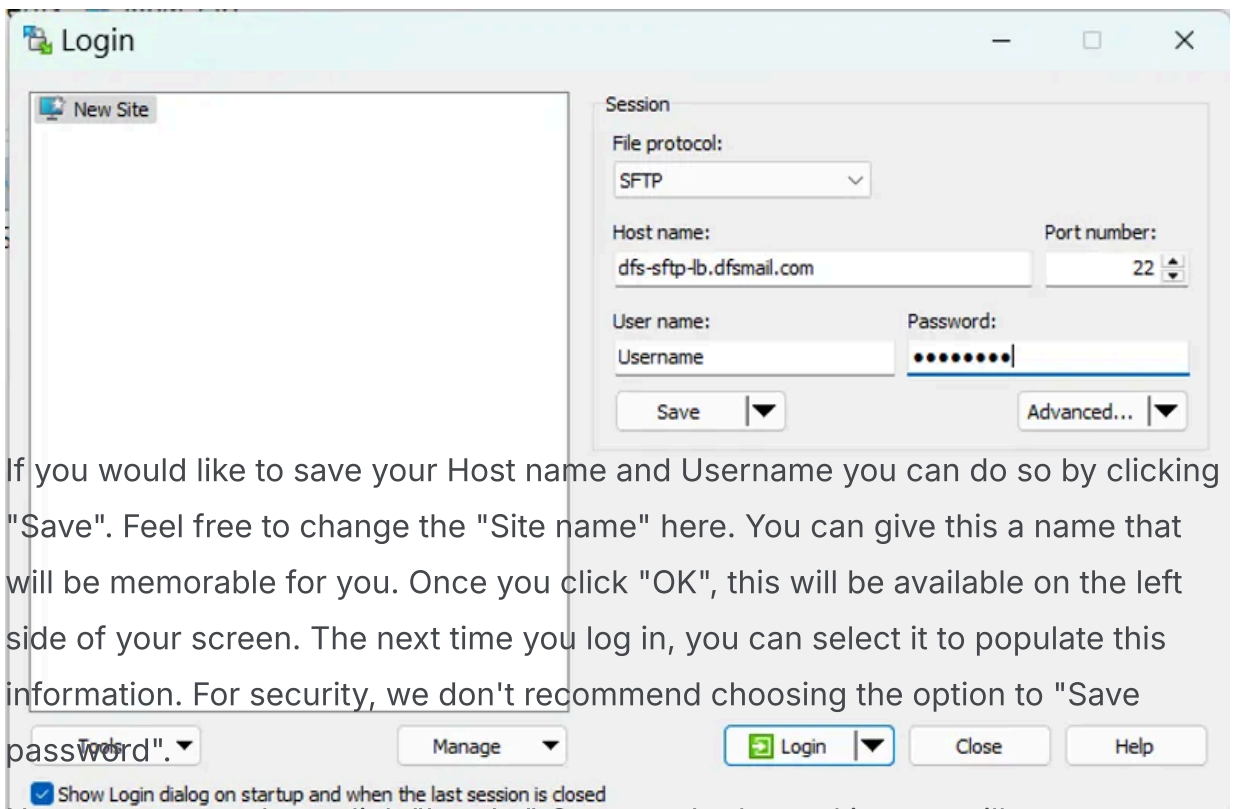 Login
New Site
Session
File protocol:
SFTP
Host name:
Port number:
dfs-sftp-lb.dfsmail.com
22
User name:
Password:
Username
••••••••
Save
Advanced...
If you would like to save your Host name and Username you can do so by clicking
"Save". Feel free to change the "Site name" here. You can give this a name that
will be memorable for you. Once you click "OK", this will be available on the left
side of your screen. The next time you log in, you can select it to populate this
information. For security, we don't recommend choosing the option to "Save
password".
Tools
Manage
Login
Close
Help
Show Login dialog on startup and when the last session is closed